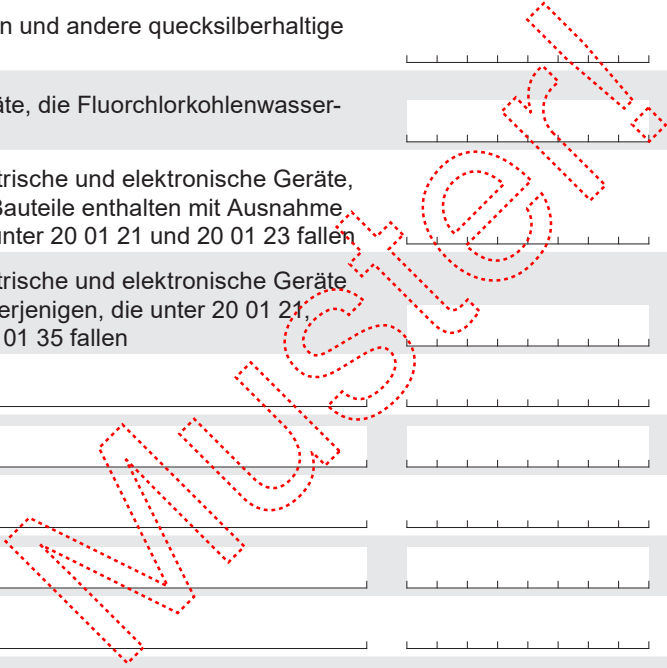 n und andere quecksilberhaltige
äte, die Fluorchlorkohlenwasser-
trische und elektronische Geräte,
Bauteile enthalten mit Ausnahme
unter 20 01 21 und 20 01 23 fallen
trische und elektronische Geräte
erjenigen, die unter 20 01 21,
01 35 fallen
Muster!